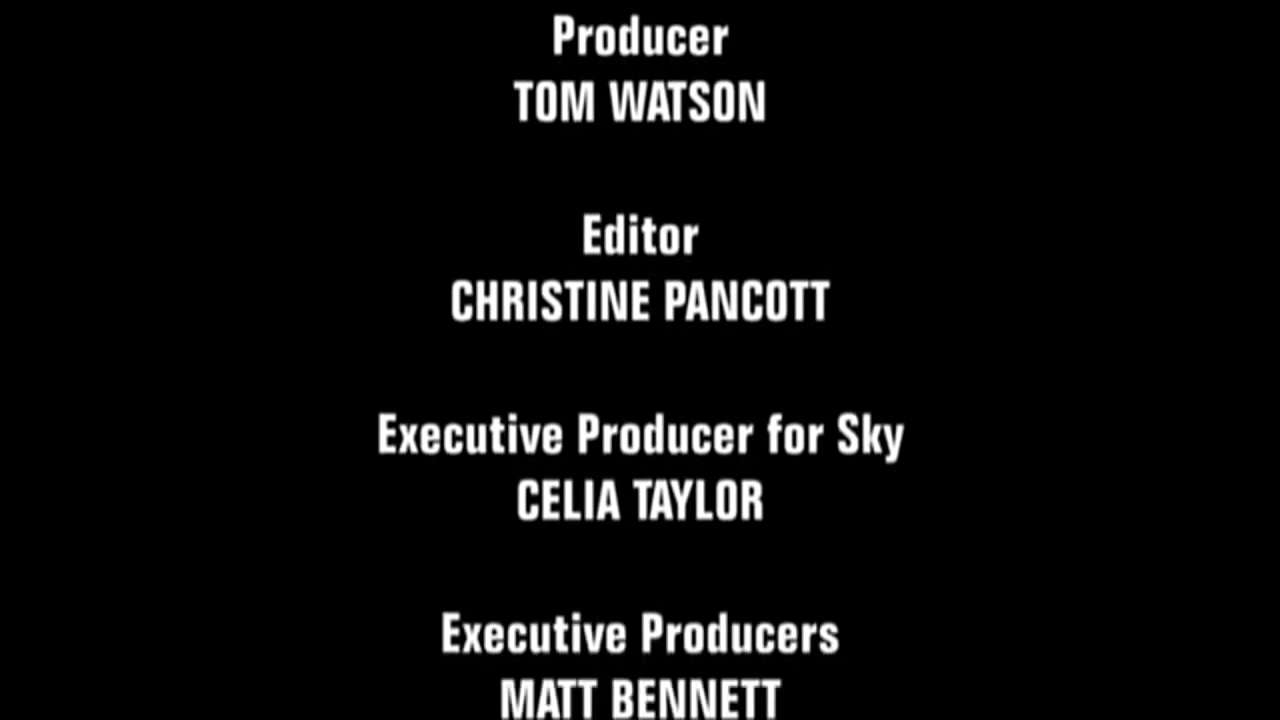 Producer
TOM WATSON
Editor
CHRISTINE PANCOTT
Executive Producer for Sky
CELIA TAYLOR
Executive Producers
MATT BENNETT